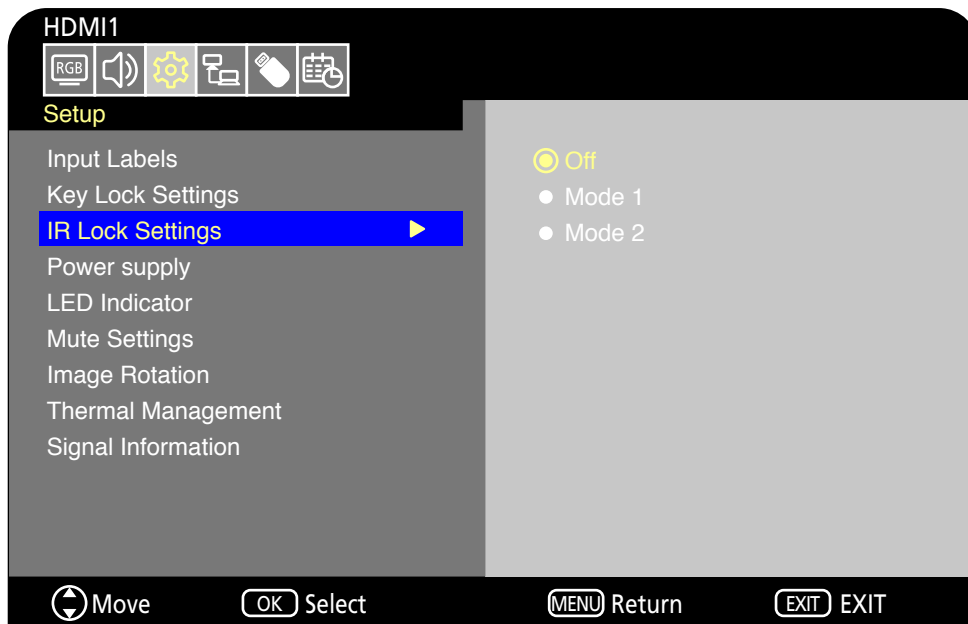 HDMI1
RGB
Setup
Input Labels
Key Lock Settings
IR Lock Settings
Power supply
LED Indicator
Mute Settings
Image Rotation
Thermal Management
Signal Information
Off
Mode 1
Mode 2
Move OK Select MENU Return EXIT EXIT